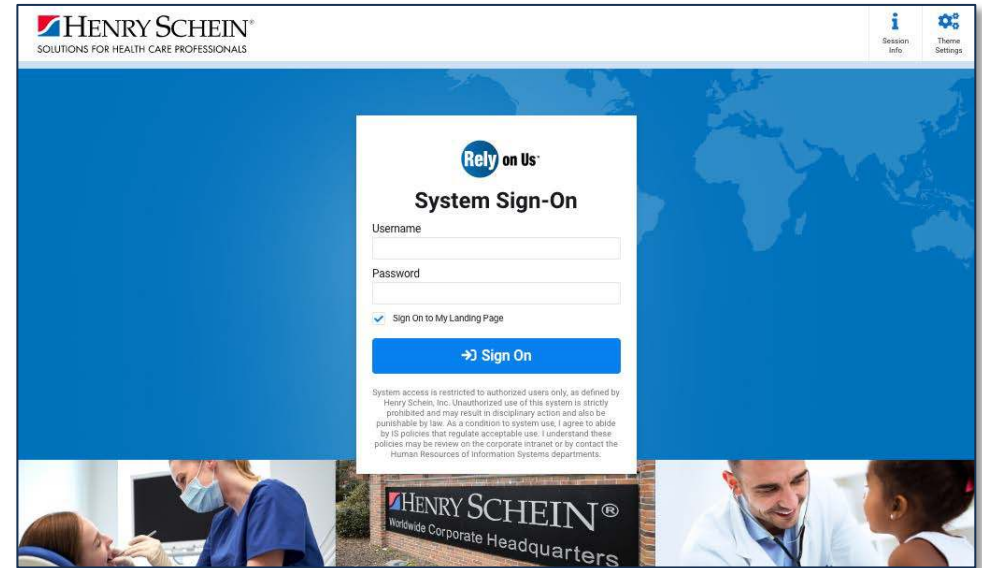 HENRY SCHEIN®
SOLUTIONS FOR HEALTH CARE PROFESSIONALS
Session
Info
Theme
Settings
Rely on Us™
System Sign-On
Username
Password
Sign On to My Landing Page
Sign On
System access is restricted to authorized users only, as defined by
Henry Schein, Inc. Unauthorized use of this system is strictly
prohibited and may result in disciplinary action and also be
punishable by law. As a condition to system use, I agree to abide
by IS policies that regulate acceptable use. I understand these
policies may be review on the corporate intranet or by contact the
Human Resources of Information Systems departments.
HENRY SCHEIN®
Worldwide Corporate Headquarters